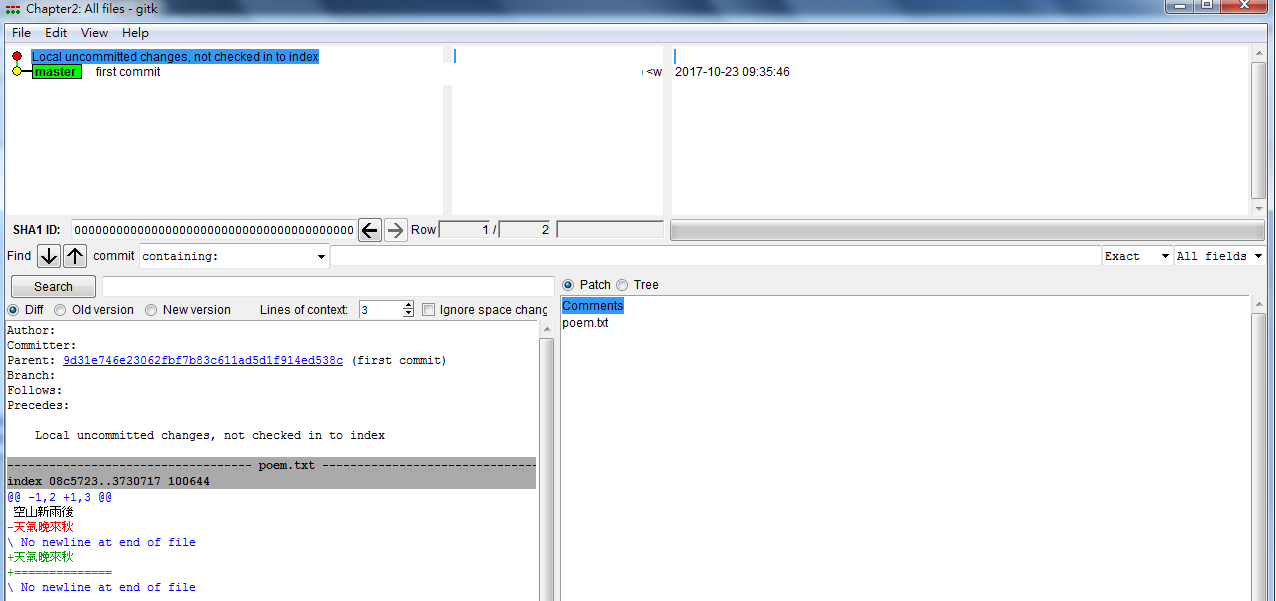 Chapter2: All files - gitk
File Edit View Help
Local uncommitted changes, not checked in to index
master first commit <w 2017-10-23 09:35:46
SHA1 ID: 0000000000000000000000000000000000000000 Row 1 / 2
Find commit containing: Exact All fields
Search
Patch Tree
Diff Old version New version Lines of context: 3 Ignore space chang
Comments
poem.txt
Author:
Committer:
Parent: 9d31e746e23062fbf7b83c611ad5d1f914ed538c (first commit)
Branch:
Follows:
Precedes:
Local uncommitted changes, not checked in to index
----------------------------------- poem.txt -------------------------------
index 08c5723..3730717 100644
@@ -1,2 +1,3 @@
空山新雨後
-天氣晚來秋
\ No newline at end of file
+天氣晚來秋
+==============
\ No newline at end of file